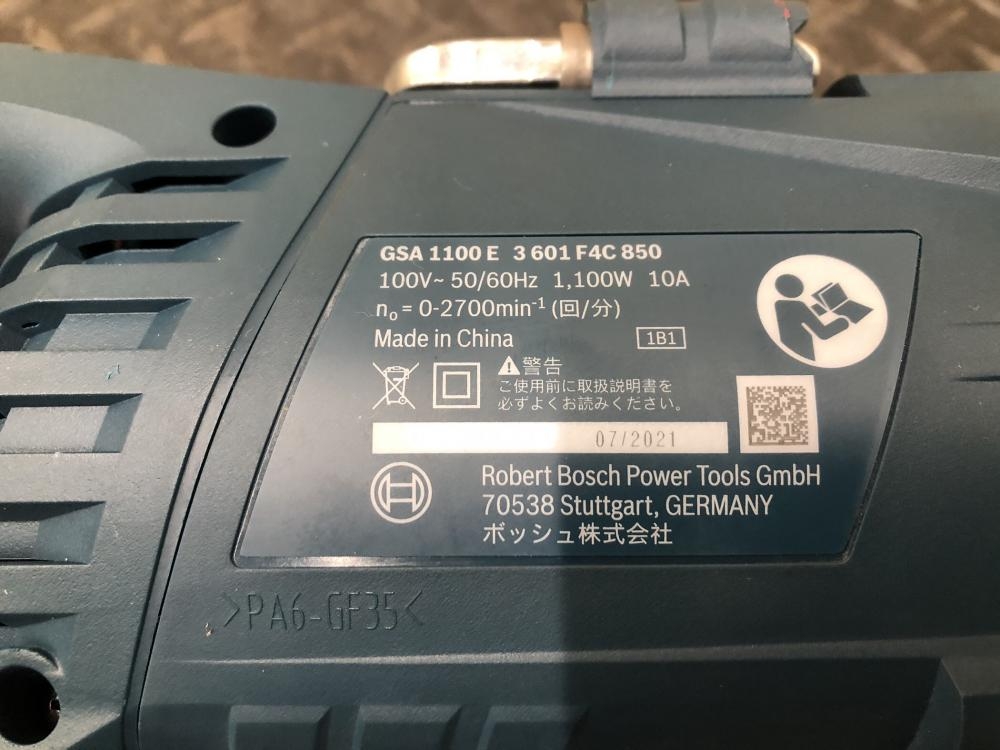 GSA 1100 E 3 601 F4C 850
100V~ 50/60Hz 1,100W 10A
n₀ = 0-2700min⁻¹ (回/分)
Made in China
1B1
警告
ご使用前に取扱説明書を
必ずよくお読みください。
07/2021
Robert Bosch Power Tools GmbH
70538 Stuttgart, GERMANY
ボッシュ株式会社
>PA6-GF35<